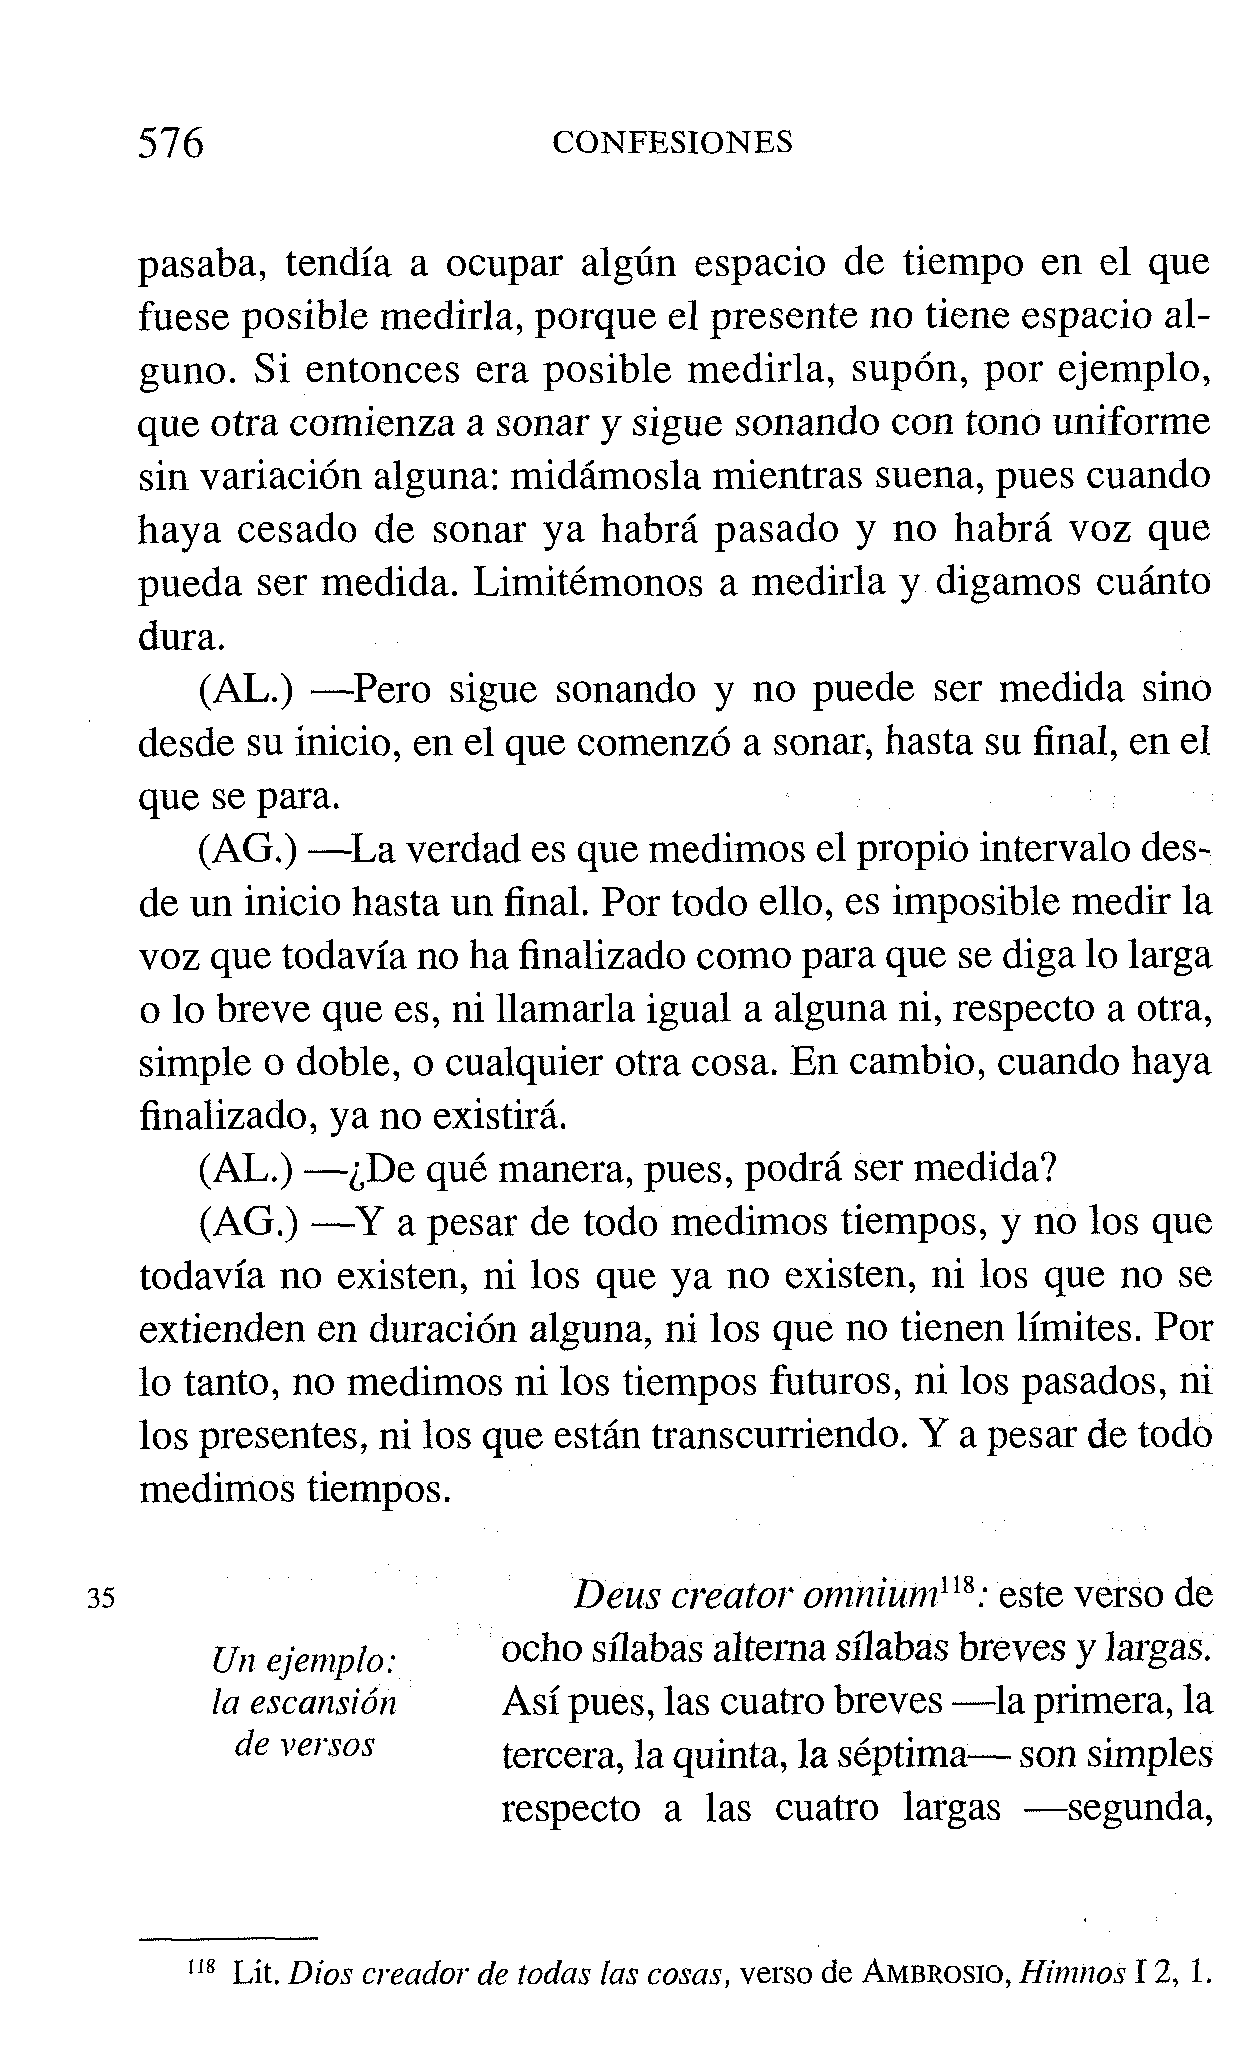 576 CONFESIONES
pasaba, tendía a ocupar algún espacio de tiempo en el que
fuese posible medirla, porque el presente no tiene espacio al-
guno. Si entonces era posible medirla, supón, por ejemplo,
que otra comienza a sonar y sigue sonando con tono uniforme
sin variación alguna: midámosla mientras suena, pues cuando
haya cesado de sonar ya habrá pasado y no habrá voz que
pueda ser medida. Limitémonos a medirla y digamos cuánto
dura.
(AL.) —Pero sigue sonando y no puede ser medida sino
desde su inicio, en el que comenzó a sonar, hasta su final, en el
que se para.
(AG.) —La verdad es que medimos el propio intervalo des-
de un inicio hasta un final. Por todo ello, es imposible medir la
voz que todavía no ha finalizado como para que se diga lo larga
o lo breve que es, ni llamarla igual a alguna ni, respecto a otra,
simple o doble, o cualquier otra cosa. En cambio, cuando haya
finalizado, ya no existirá.
(AL.) —¿De qué manera, pues, podrá ser medida?
(AG.) —Y a pesar de todo medimos tiempos, y no los que
todavía no existen, ni los que ya no existen, ni los que no se
extienden en duración alguna, ni los que no tienen límites. Por
lo tanto, no medimos ni los tiempos futuros, ni los pasados, ni
los presentes, ni los que están transcurriendo. Y a pesar de todo
medimos tiempos.
35
Un ejemplo:
la escansión
de versos
Deus creator omnium¹¹⁸: este verso de
ocho sílabas alterna sílabas breves y largas.
Así pues, las cuatro breves —la primera, la
tercera, la quinta, la séptima— son simples
respecto a las cuatro largas —segunda,
¹¹⁸ Lit. Dios creador de todas las cosas, verso de AMBROSIO, Himnos I 2, 1.